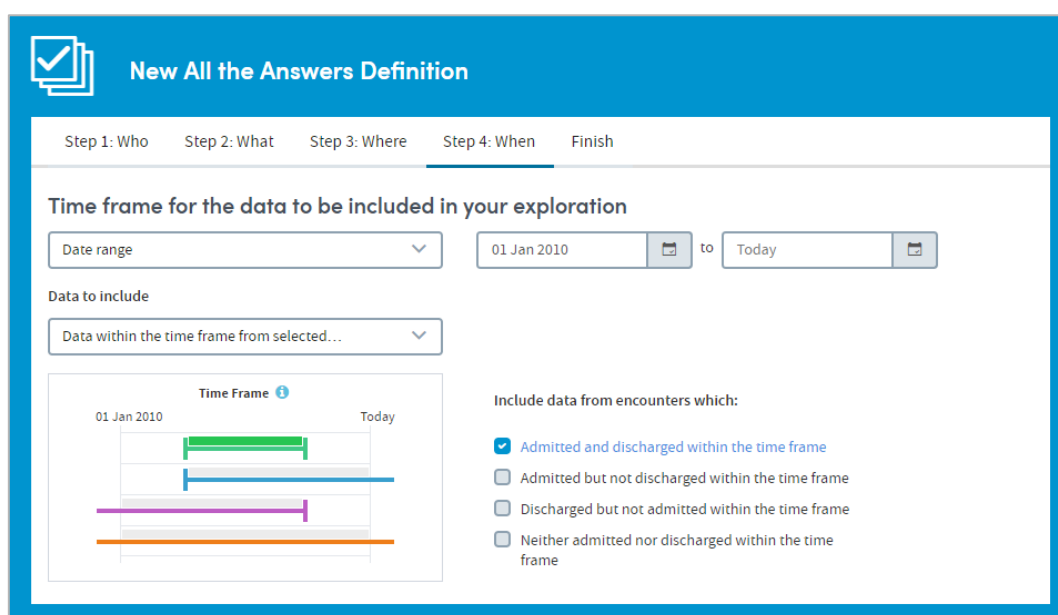 New All the Answers Definition
Step 1: Who Step 2: What Step 3: Where Step 4: When Finish
Time frame for the data to be included in your exploration
Date range 01 Jan 2010 to Today
Data to include
Data within the time frame from selected...
Time Frame
01 Jan 2010 Today
Include data from encounters which:
Admitted and discharged within the time frame
Admitted but not discharged within the time frame
Discharged but not admitted within the time frame
Neither admitted nor discharged within the time
frame